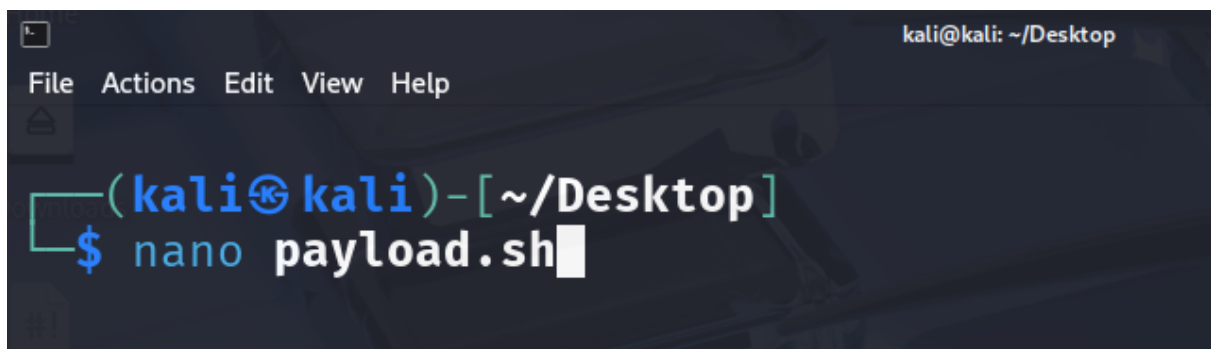 kali@kali: ~/Desktop
File Actions Edit View Help
(kali㉿kali)-[~/Desktop]
$ nano payload.sh